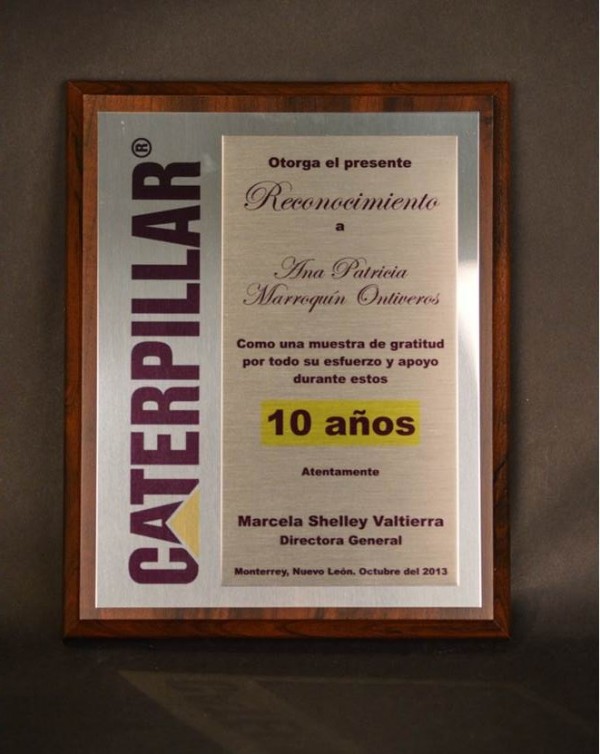 CATERPILLAR®
Otorga el presente
Reconocimiento
a
Ana Patricia
Marroquín Ontiveros
Como una muestra de gratitud
por todo su esfuerzo y apoyo
durante estos
10 años
Atentamente
Marcela Shelley Valtierra
Directora General
Monterrey, Nuevo León. Octubre del 2013